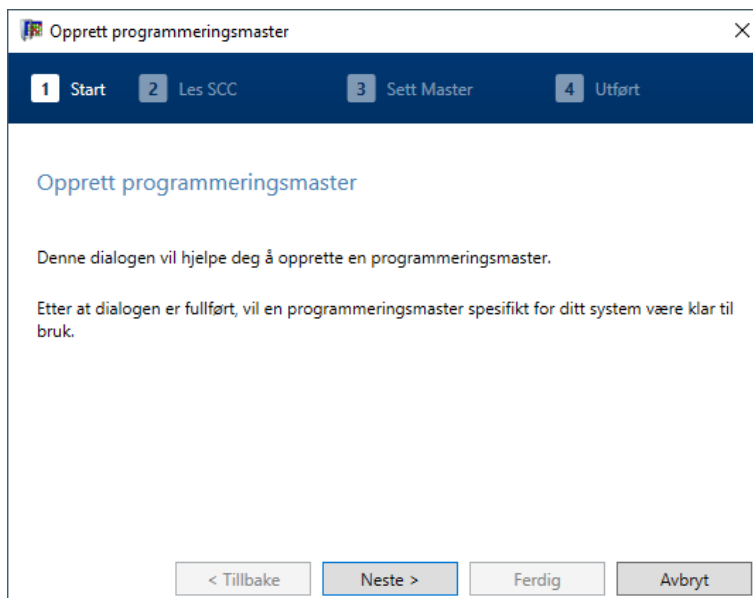 Opprett programmeringsmaster
1 Start 2 Les SCC 3 Sett Master 4 Utført
Opprett programmeringsmaster
Denne dialogen vil hjelpe deg å opprette en programmeringsmaster.
Etter at dialogen er fullført, vil en programmeringsmaster spesifikt for ditt system være klar til
bruk.
< Tillbake Neste > Ferdig Avbryt